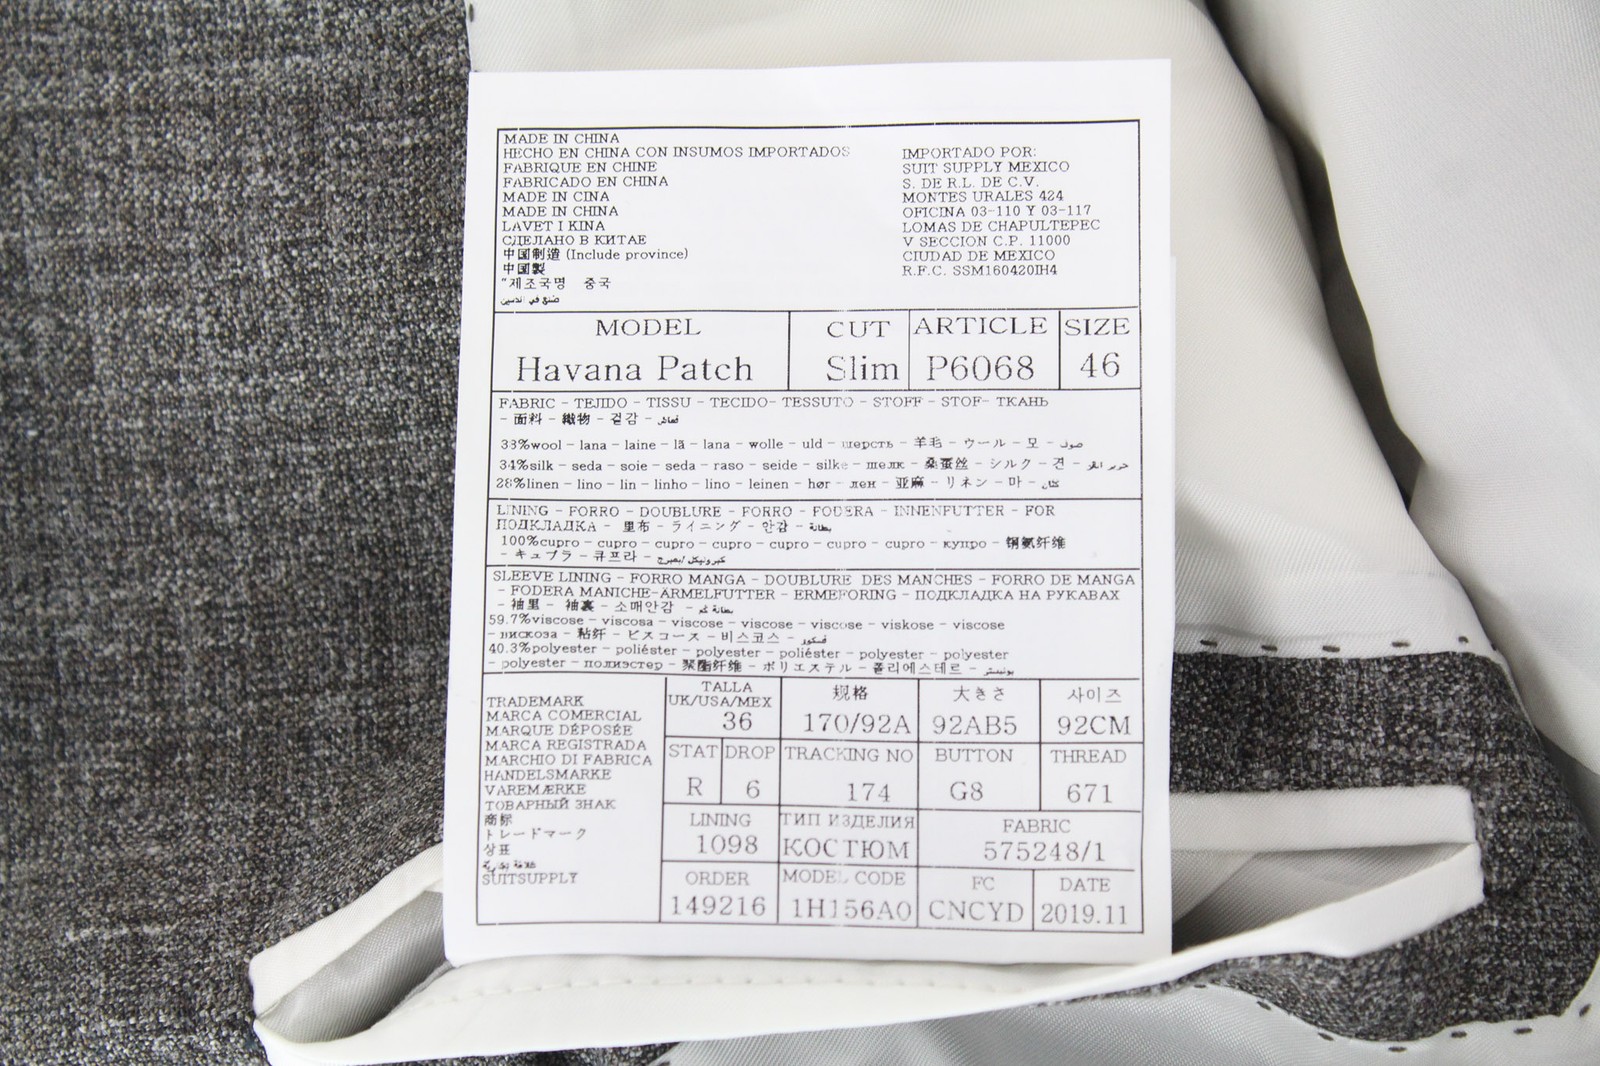 MADE IN CHINA
HECHO EN CHINA CON INSUMOS IMPORTADOS
FABRIQUE EN CHINE
FABRICADO EN CHINA
MADE IN CINA
MADE IN CHINA
LAVET I KINA
СДЕЛАНО В КИТАЕ
中国制造 (Include province)
中国製
"제조국명 중국
IMPORTADO POR:
SUIT SUPPLY MEXICO
S. DE R.L. DE C.V.
MONTES URALES 424
OFICINA 03-110 Y 03-117
LOMAS DE CHAPULTEPEC
V SECCION C.P. 11000
CIUDAD DE MEXICO
R.F.C. SSM160420IH4
MODEL
Havana Patch
CUT
Slim
ARTICLE
P6068
SIZE
46
FABRIC - TEJIDO - TISSU - TECIDO- TESSUTO - STOFF - STOF- ТКАНЬ
- 面料 - 織物 - 겉감 - قماش
38%wool - lana - laine - lã - lana - wolle - uld - шерсть - 羊毛 - ウール - 모 - صوف
34%silk - seda - soie - seda - raso - seide - silke - шелк - 桑蚕丝 - シルク - 견 -
28%linen - lino - lin - linho - lino - leinen - hør - лен - 亚麻 - リネン - 마 - كتان
LINING - FORRO - DOUBLURE - FORRO - FODERA - INNENFUTTER - FOR
ПОДКЛАДКА - 里布 - ライニング - 안감 - بطانة
100%cupro - cupro - cupro - cupro - cupro - cupro - cupro - купро - 铜氨纤维
- キュプラ - 큐프라 -
SLEEVE LINING - FORRO MANGA - DOUBLURE DES MANCHES - FORRO DE MANGA
- FODERA MANICHE-ÄRMELFUTTER - ERMEFORING - ПОДКЛАДКА НА РУКАВАХ
- 袖里 - 袖裏 - 소매안감 - بطانة كم
59.7%viscose - viscosa - viscose - viscose - viscose - viskose - viscose
- вискоза - 粘纤 - ビスコース - 비스코스 -
40.3%polyester - poliéster - polyester - poliéster - polyester - polyester
- polyester - полиэстер - 聚酯纤维 - ポリエステル - 폴리에스테르 -
TRADEMARK
MARCA COMERCIAL
MARQUE DÉPOSÉE
MARCA REGISTRADA
MARCHIO DI FABRICA
HANDELSMARKE
VAREMÆRKE
ТОВАРНЫЙ ЗНАК
商标
トレードマーク
상표
SUITSUPPLY
TALLA
UK/USA/MEX
36
规格
170/92A
大きさ
92AB5
사이즈
92CM
STAT
R
DROP
6
TRACKING NO
174
BUTTON
G8
THREAD
671
LINING
1098
ТИП ИЗДЕЛИЯ
КОСТЮМ
FABRIC
575248/1
ORDER
149216
MODEL CODE
1H156A0
FC
CNCYD
DATE
2019.11